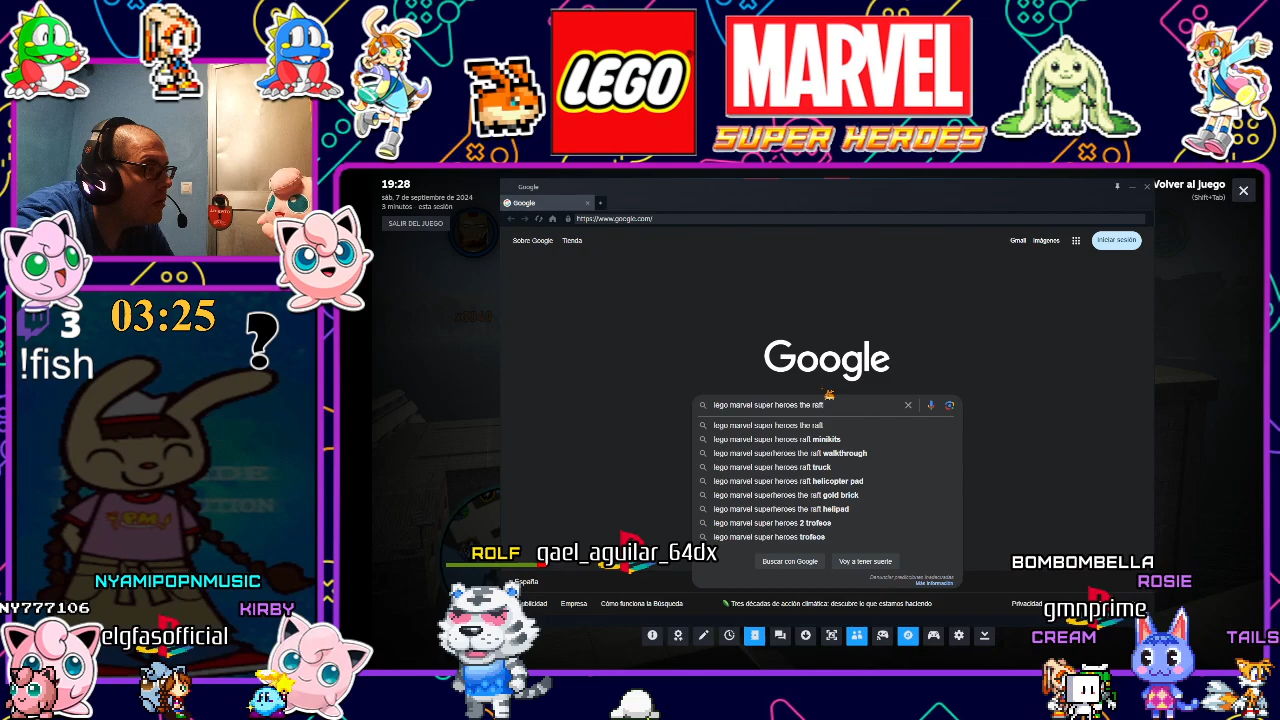 LEGO
MARVEL
SUPER HEROES
19:28
sáb, 7 de septiembre de 2024
3 minutos - esta sesión
SALIR DEL JUEGO
Google
Google
https://www.google.com/
Volver al juego
(Shift+Tab)
Sobre Google
Tienda
Gmail
Imágenes
Iniciar sesión
Google
lego marvel super heroes the raft
lego marvel super heroes the raft
lego marvel super heroes raft minikits
lego marvel superheroes the raft walkthrough
lego marvel super heroes raft truck
lego marvel super heroes raft helicopter pad
lego marvel superheroes the raft gold brick
lego marvel superheroes the raft helipad
lego marvel super heroes 2 trofeos
lego marvel super heroes trofeos
Buscar con Google
Voy a tener suerte
Denunciar predicciones inadecuadas
Más información
España
Empresa
Cómo funciona la Búsqueda
Tres décadas de acción climática: descubre lo que estamos haciendo
Privacidad
3
03:25
?
!fish
ROLF
gael_aguilar_64dx
BOMBOMBELLA
NYAMIPOPNMUSIC
ROSIE
NY777106
KIRBY
gmnprime
elgfasofficial
CREAM
TAILS